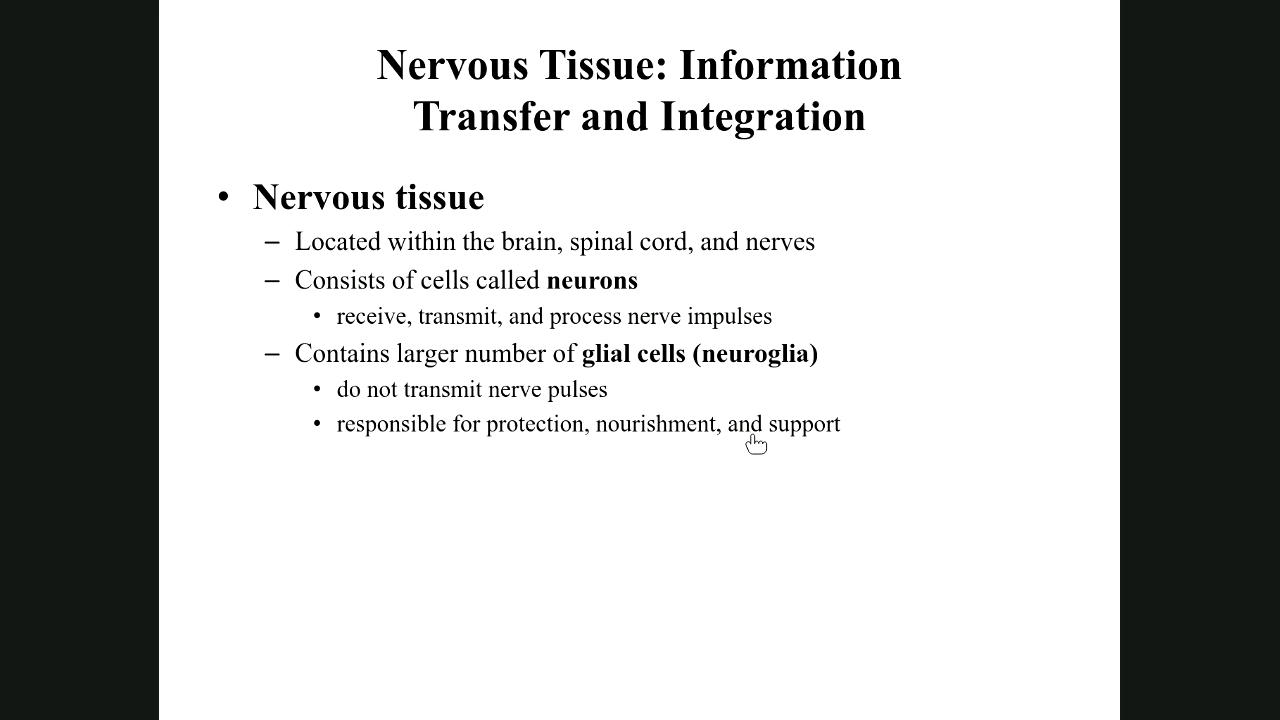 Nervous Tissue: Information
Transfer and Integration
• Nervous tissue
– Located within the brain, spinal cord, and nerves
– Consists of cells called neurons
• receive, transmit, and process nerve impulses
– Contains larger number of glial cells (neuroglia)
• do not transmit nerve pulses
• responsible for protection, nourishment, and support